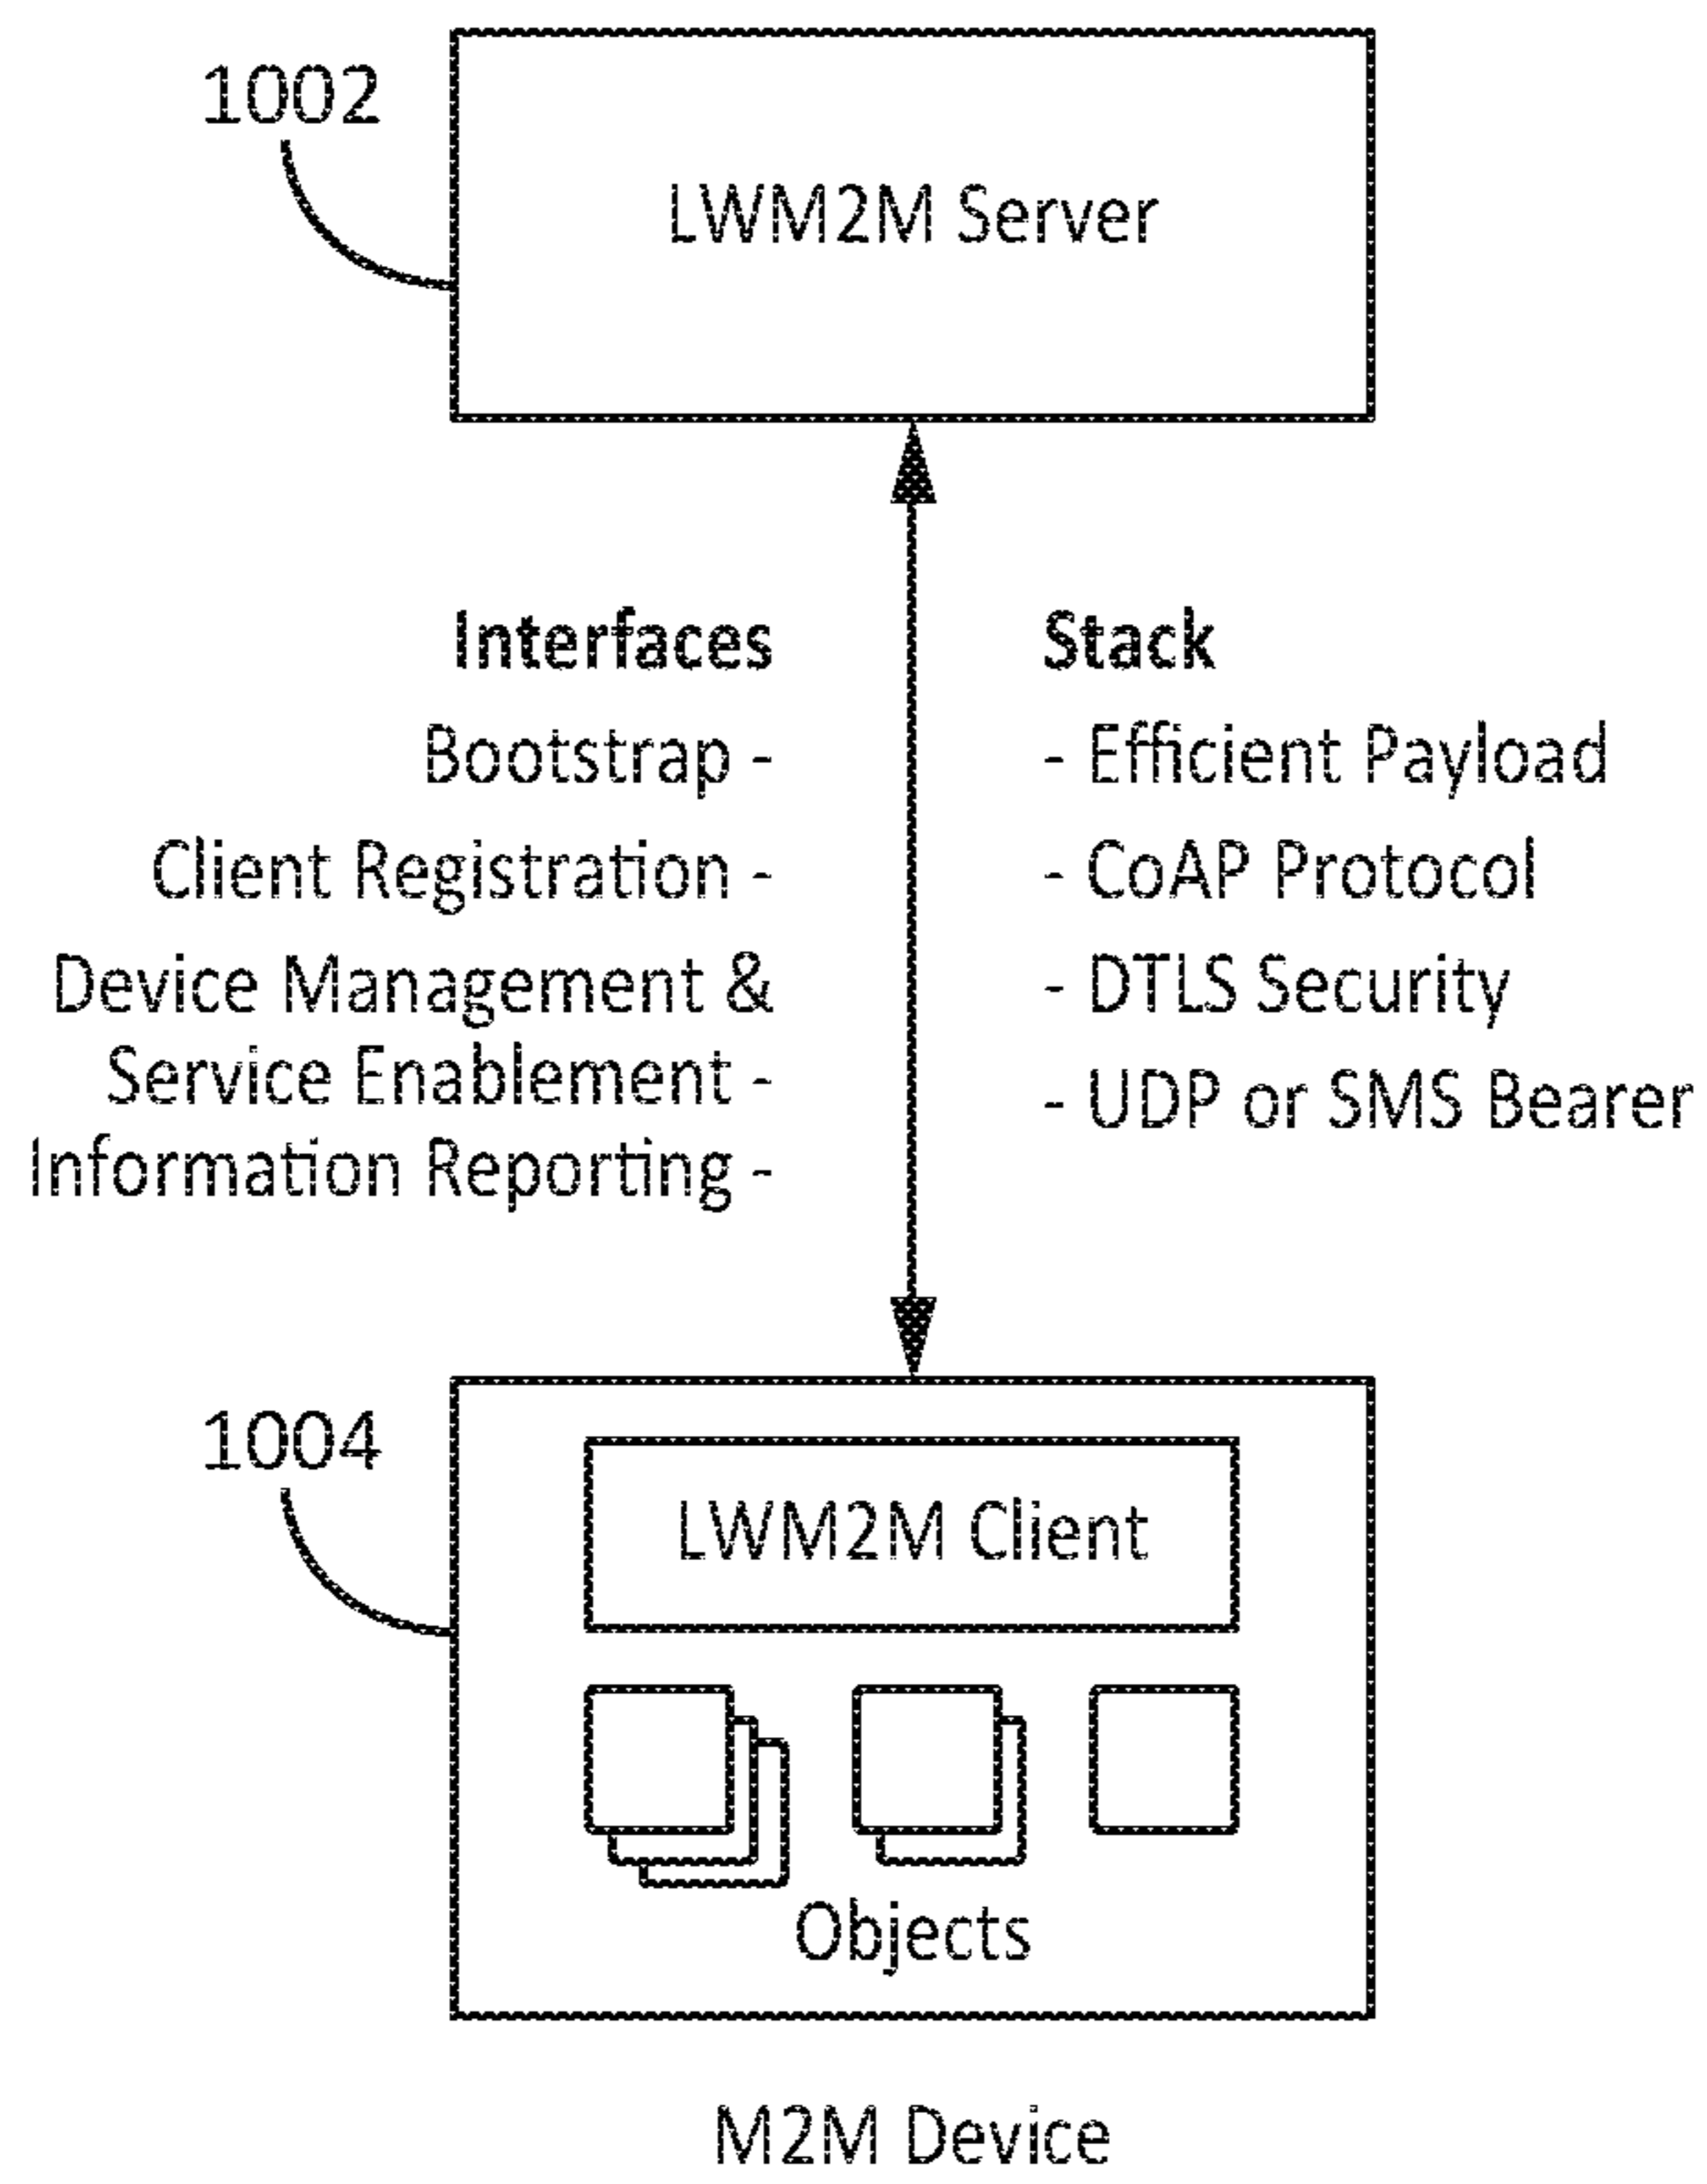 1002
LWM2M Server
Interfaces
Bootstrap -
Client Registration -
Device Management &
Service Enablement -
Information Reporting -
Stack
- Efficient Payload
- CoAP Protocol
- DTLS Security
- UDP or SMS Bearer
1004
LWM2M Client
Objects
M2M Device